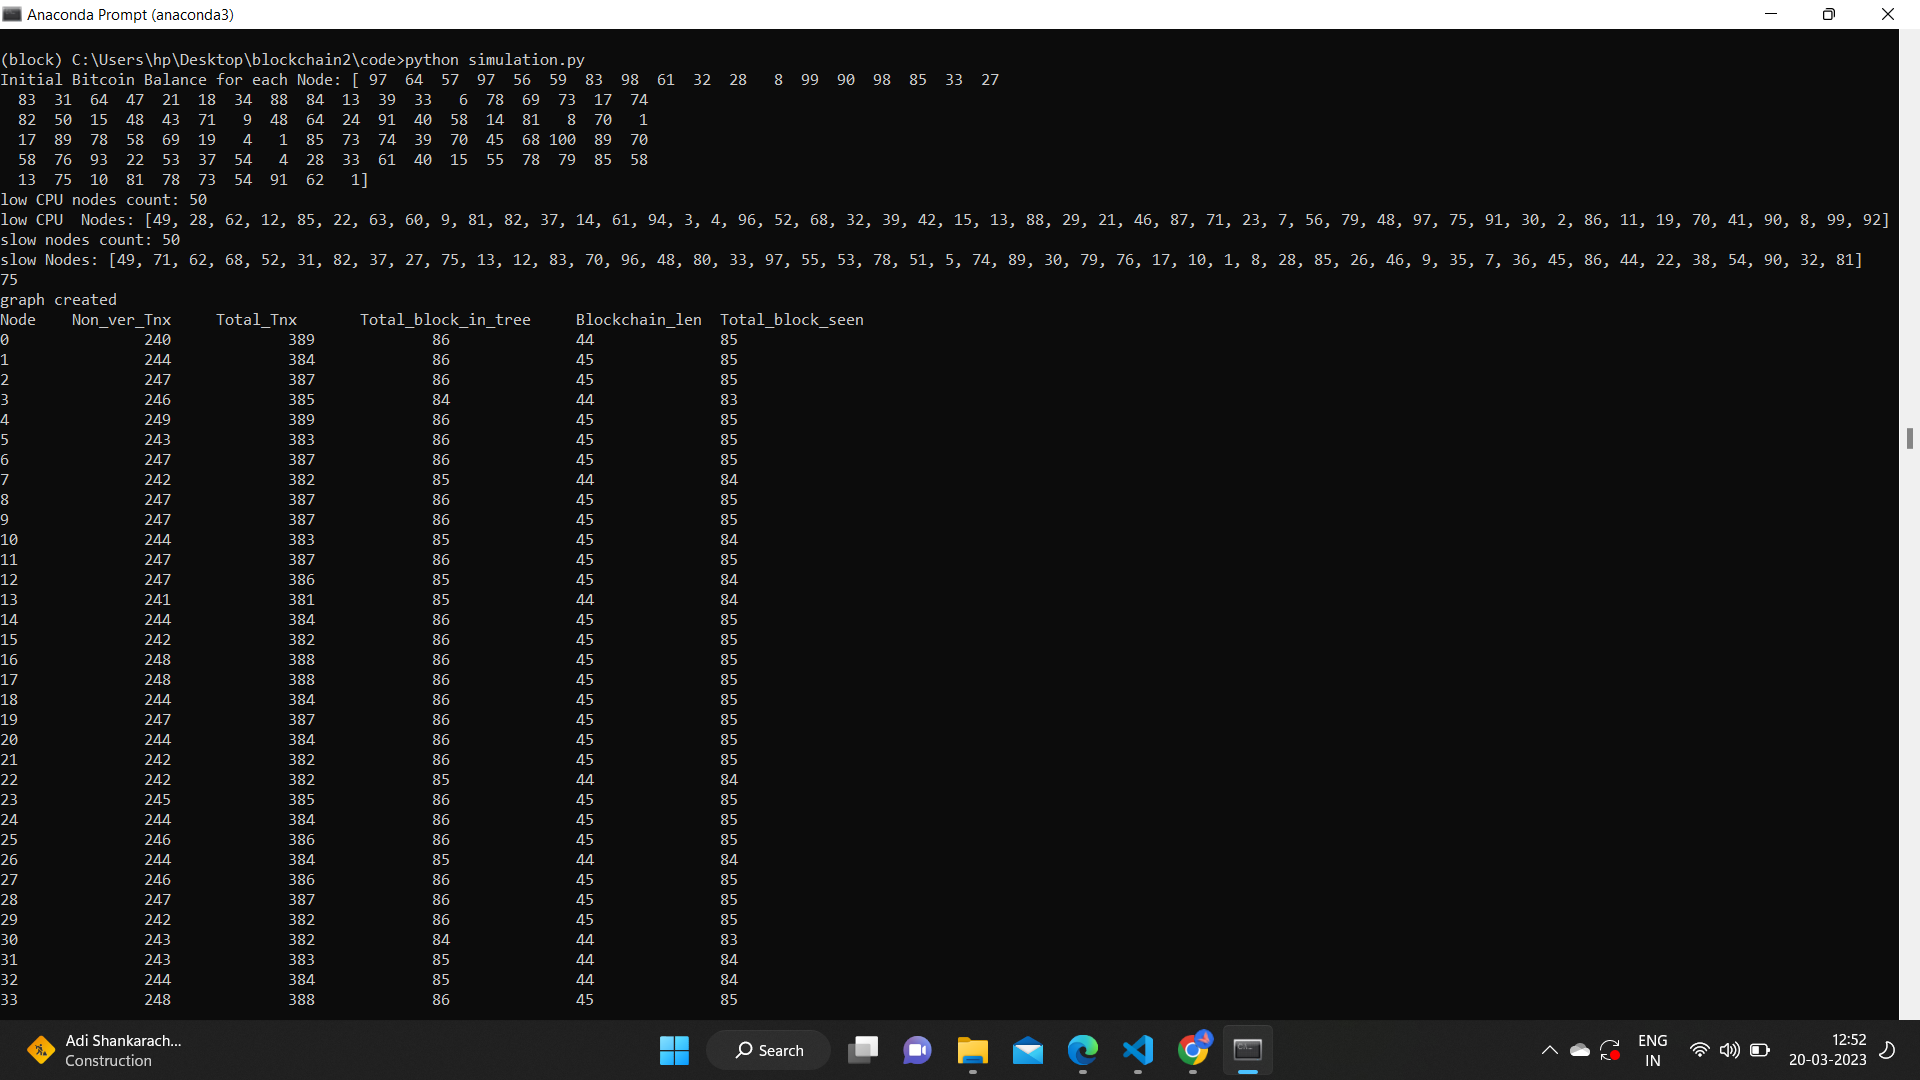 Anaconda Prompt (anaconda3)
(block) C:\Users\hp\Desktop\blockchain2\code>python simulation.py
Initial Bitcoin Balance for each Node: [ 97  64  57  97  56  59  83  98  61  32  28   8  99  90  98  85  33  27
  83  31  64  47  21  18  34  88  84  13  39  33   6  78  69  73  17  74
  82  50  15  48  43  71   9  48  64  24  91  40  58  14  81   8  70   1
  17  89  78  58  69  19   4   1  85  73  74  39  70  45  68 100  89  70
  58  76  93  22  53  37  54   4  28  33  61  40  15  55  78  79  85  58
  13  75  10  81  78  73  54  91  62   1]
low CPU nodes count: 50
low CPU  Nodes: [49, 28, 62, 12, 85, 22, 63, 60, 9, 81, 82, 37, 14, 61, 94, 3, 4, 96, 52, 68, 32, 39, 42, 15, 13, 88, 29, 21, 46, 87, 71, 23, 7, 56, 79, 48, 97, 75, 91, 30, 2, 86, 11, 19, 70, 41, 90, 8, 99, 92]
slow nodes count: 50
slow Nodes: [49, 71, 62, 68, 52, 31, 82, 37, 27, 75, 13, 12, 83, 70, 96, 48, 80, 33, 97, 55, 53, 78, 51, 5, 74, 89, 30, 79, 76, 17, 10, 1, 8, 28, 85, 26, 46, 9, 35, 7, 36, 45, 86, 44, 22, 38, 54, 90, 32, 81]
75
graph created
Node    Non_ver_Tnx     Total_Tnx       Total_block_in_tree     Blockchain_len  Total_block_seen
0               240             389             86              44              85
1               244             384             86              45              85
2               247             387             86              45              85
3               246             385             84              44              83
4               249             389             86              45              85
5               243             383             86              45              85
6               247             387             86              45              85
7               242             382             85              44              84
8               247             387             86              45              85
9               247             387             86              45              85
10              244             383             85              45              84
11              247             387             86              45              85
12              247             386             85              45              84
13              241             381             85              44              84
14              244             384             86              45              85
15              242             382             86              45              85
16              248             388             86              45              85
17              248             388             86              45              85
18              244             384             86              45              85
19              247             387             86              45              85
20              244             384             86              45              85
21              242             382             86              45              85
22              242             382             85              44              84
23              245             385             86              45              85
24              244             384             86              45              85
25              246             386             86              45              85
26              244             384             85              44              84
27              246             386             86              45              85
28              247             387             86              45              85
29              242             382             86              45              85
30              243             382             84              44              83
31              243             383             85              44              84
32              244             384             85              44              84
33              248             388             86              45              85
Adi Shankarach...
Construction
Search
ENG
IN
12:52
20-03-2023